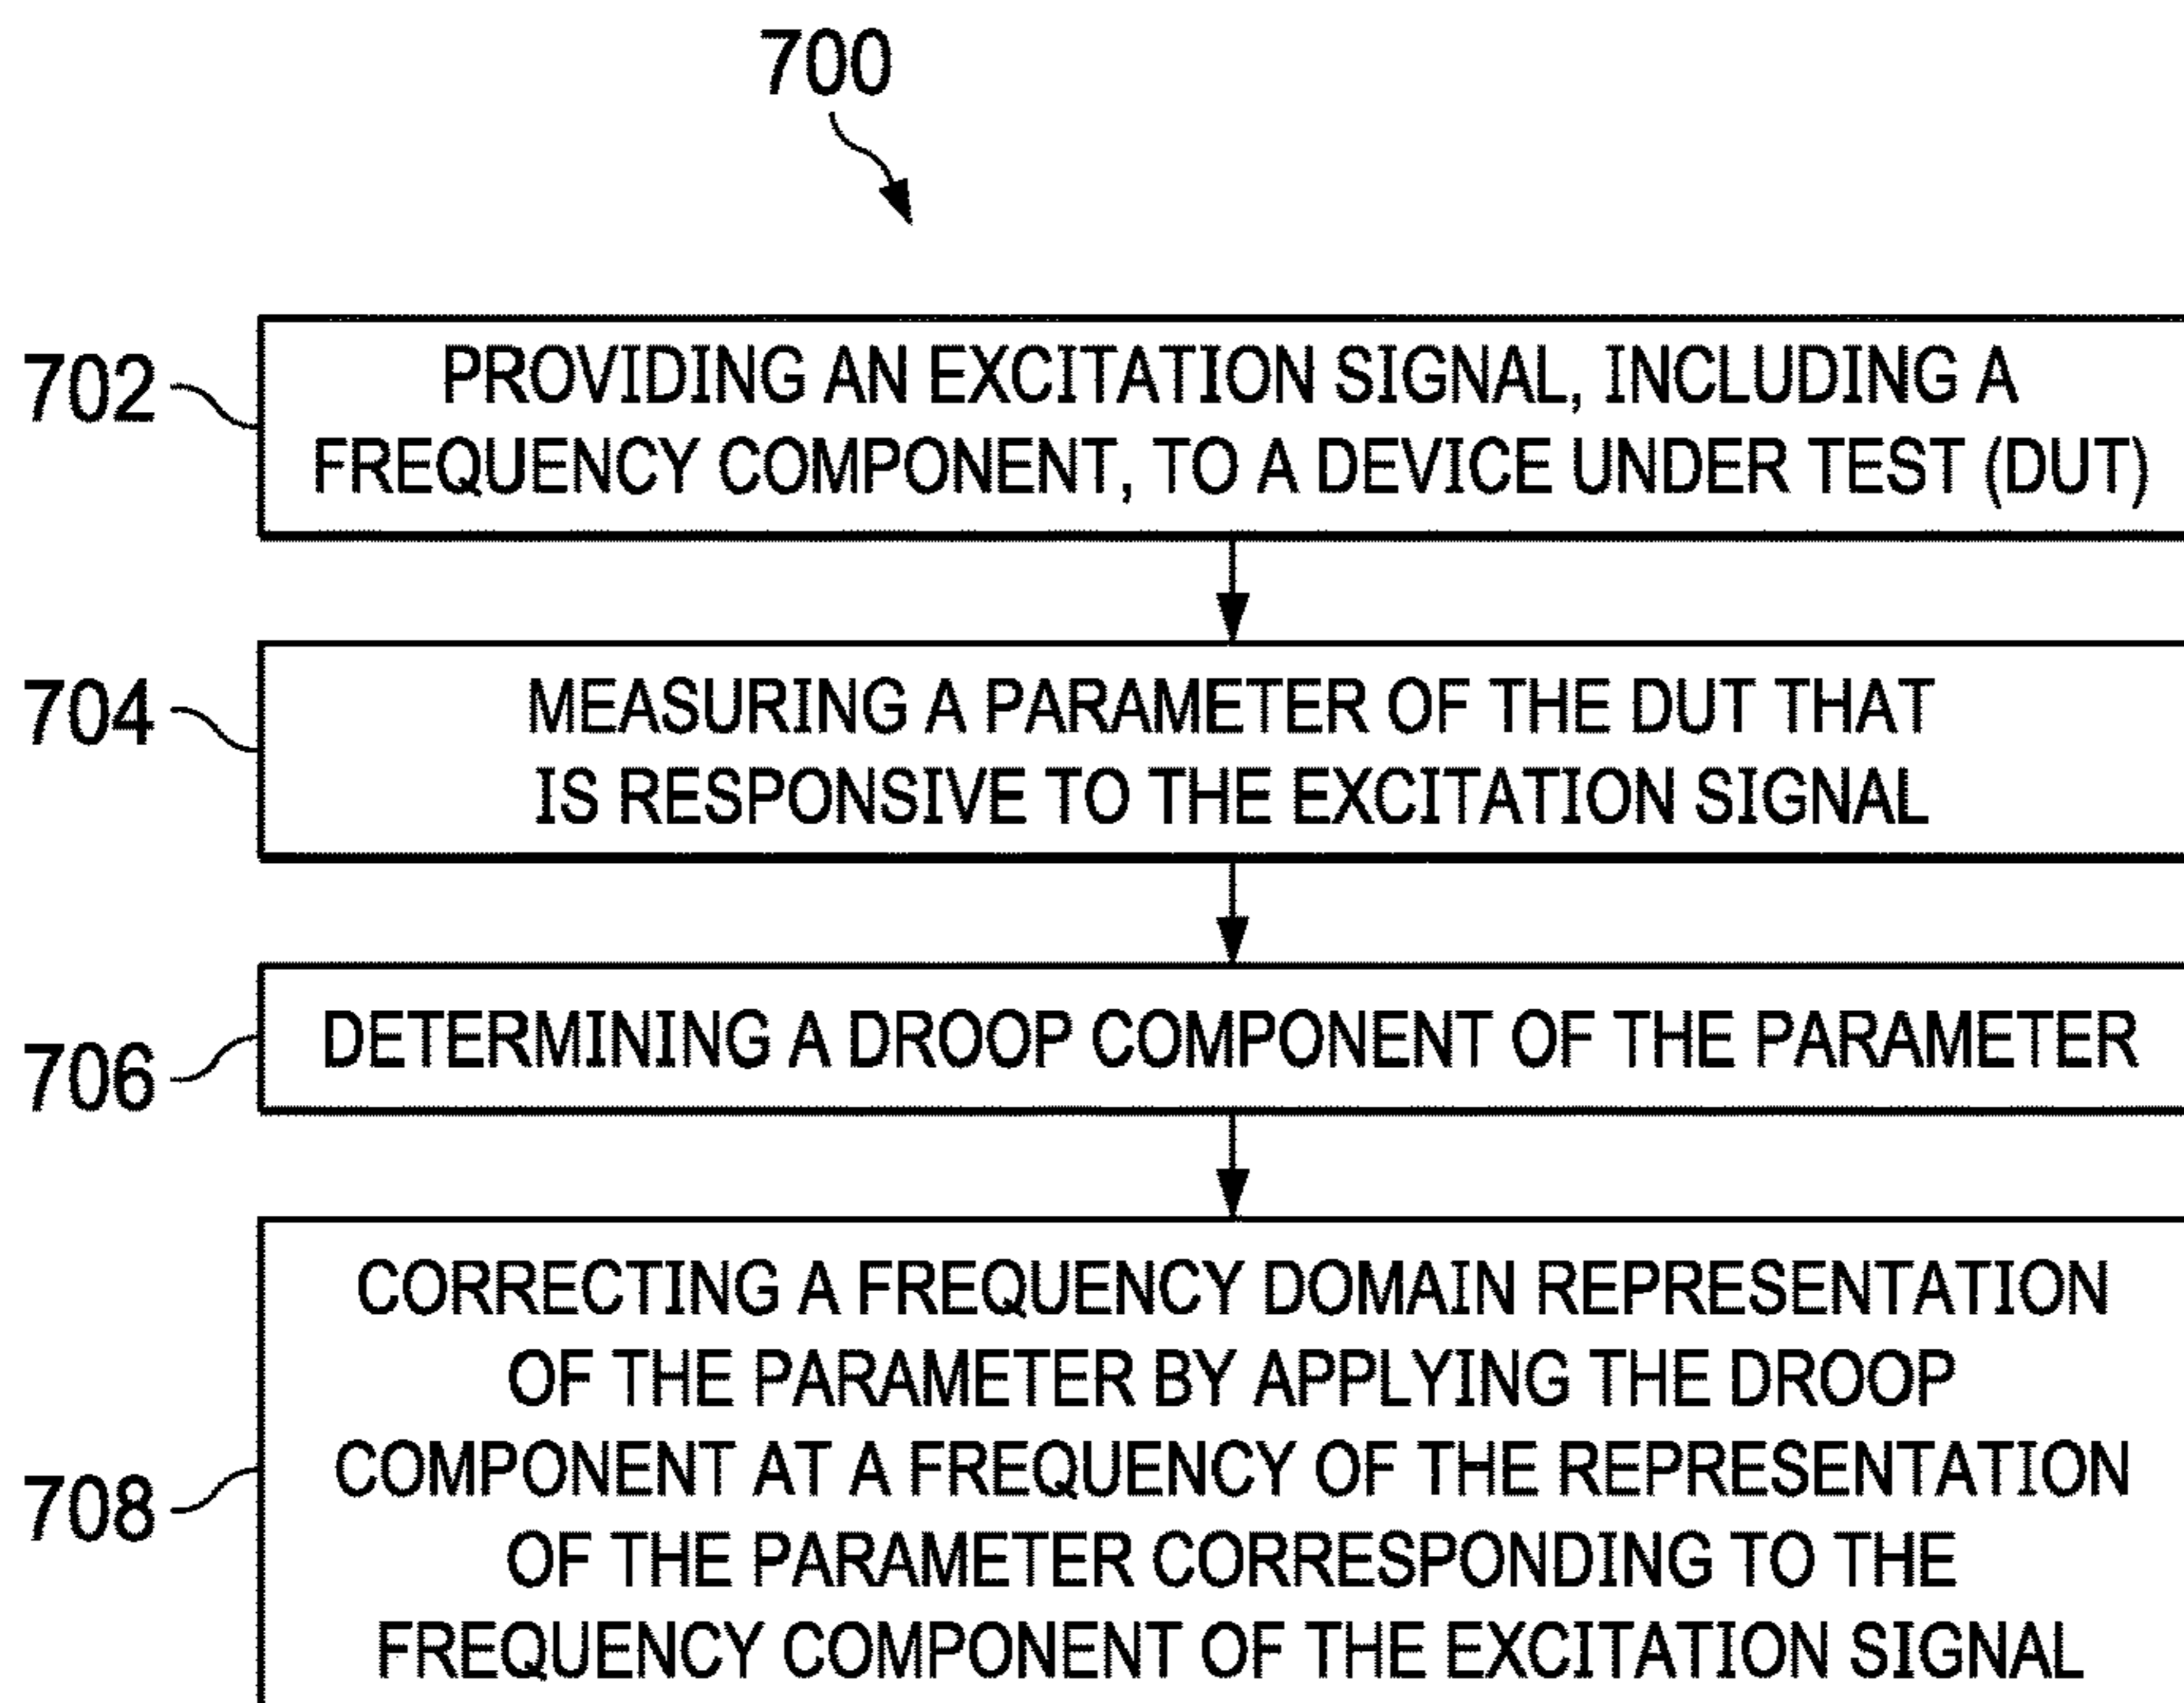 700
702
PROVIDING AN EXCITATION SIGNAL, INCLUDING A
FREQUENCY COMPONENT, TO A DEVICE UNDER TEST (DUT)
704
MEASURING A PARAMETER OF THE DUT THAT
IS RESPONSIVE TO THE EXCITATION SIGNAL
706
DETERMINING A DROOP COMPONENT OF THE PARAMETER
708
CORRECTING A FREQUENCY DOMAIN REPRESENTATION
OF THE PARAMETER BY APPLYING THE DROOP
COMPONENT AT A FREQUENCY OF THE REPRESENTATION
OF THE PARAMETER CORRESPONDING TO THE
FREQUENCY COMPONENT OF THE EXCITATION SIGNAL